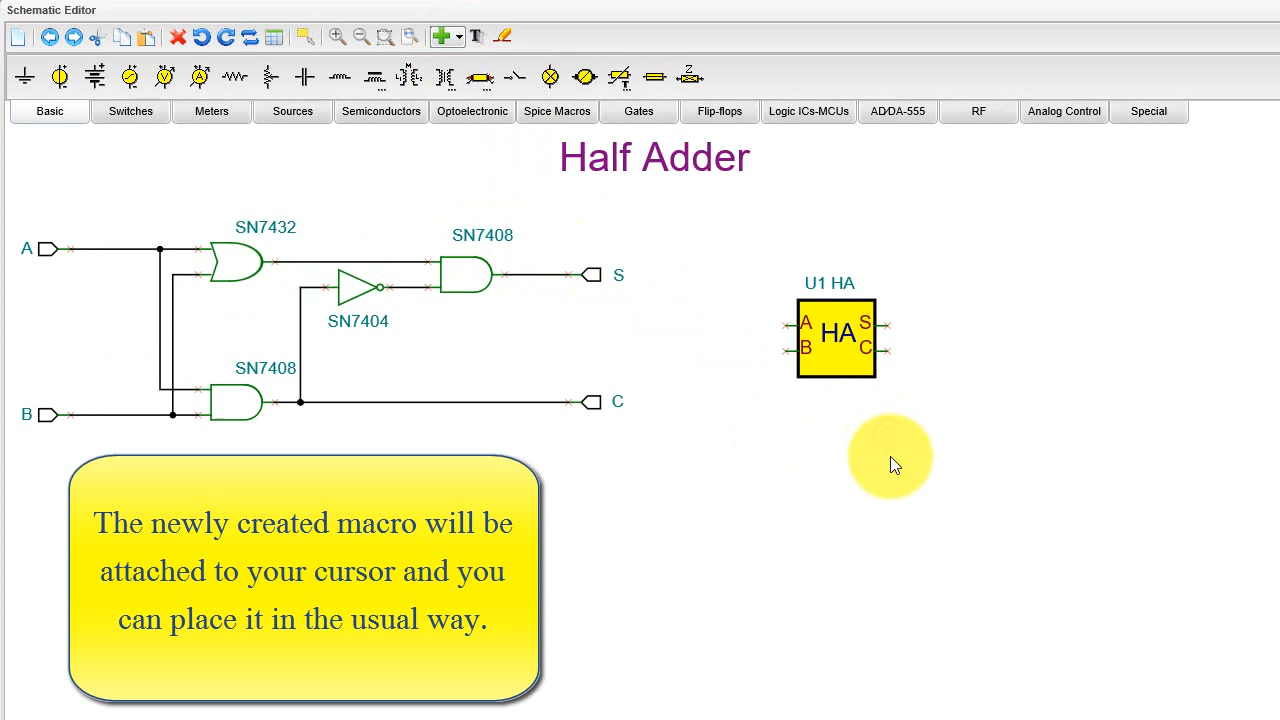 Schematic Editor
Basic Switches Meters Sources Semiconductors Optoelectronic Spice Macros Gates Flip-flops Logic ICs-MCUs AD/DA-555 RF Analog Control Special
Half Adder
SN7432
SN7408
A
S
SN7404
SN7408
B
C
U1 HA
A HA S
B C
The newly created macro will be
attached to your cursor and you
can place it in the usual way.